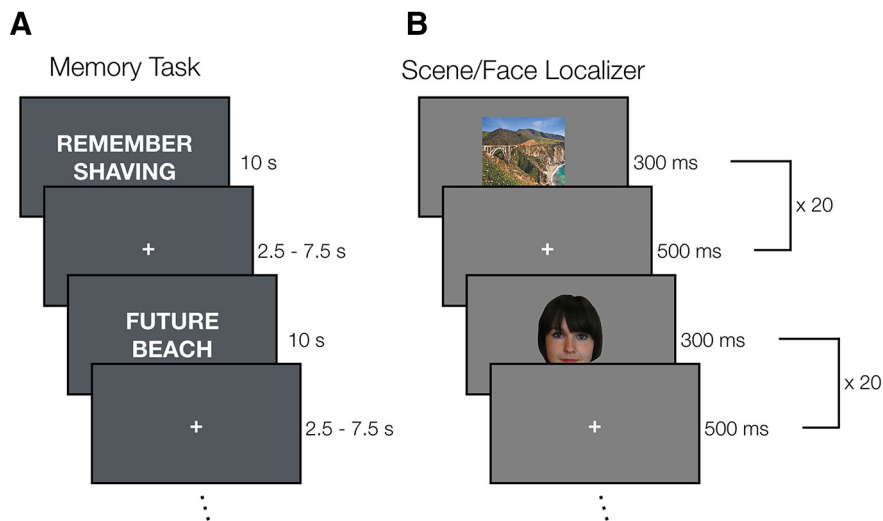 A
Memory Task
REMEMBER
SHAVING
10 s
+
2.5 - 7.5 s
FUTURE
BEACH
10 s
+
2.5 - 7.5 s
B
Scene/Face Localizer
300 ms
+
500 ms
x 20
300 ms
+
500 ms
x 20